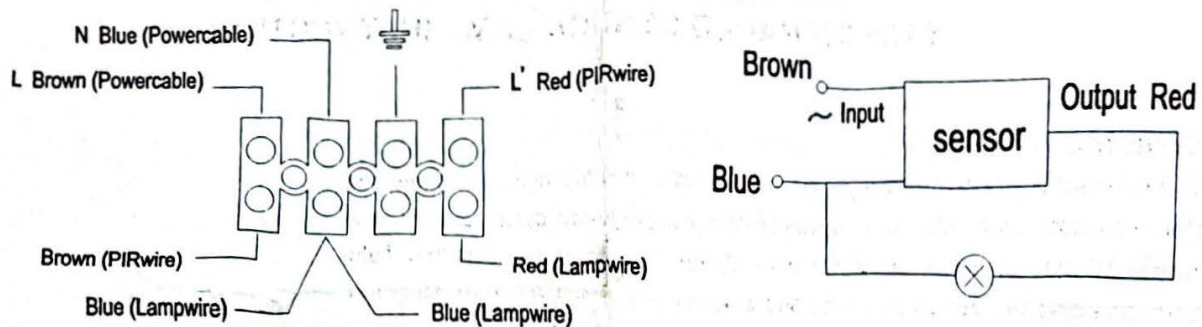 N Blue (Powercable)
L Brown (Powercable)
L' Red (PIRwire)
Brown (PIRwire)
Red (Lampwire)
Blue (Lampwire)
Blue (Lampwire)
Brown
~ Input
sensor
Output Red
Blue